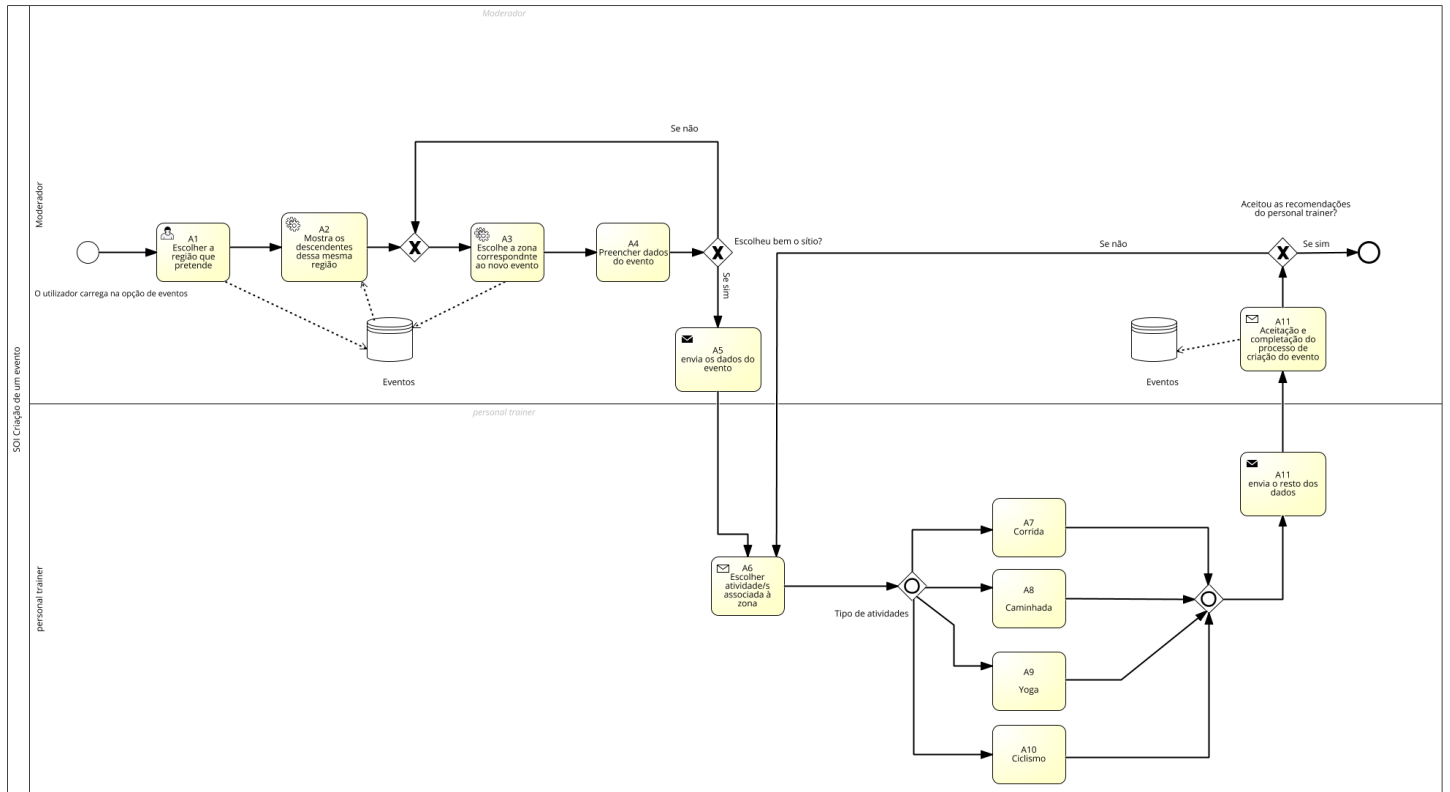 Moderador
SOI Criação de um evento
Moderador
O utilizador carrega na opção de eventos
A1
Escolher a
região que
pretende
A2
Mostra os
descendentes
dessa mesma
região
Eventos
Se não
A3
Escolhe a zona
correspondnte
ao novo evento
A4
Preencher dados
do evento
Escolheu bem o sítio?
Se sim
A5
envia os dados do
evento
Se não
Aceitou as recomendações
do personal trainer?
Se sim
A11
Aceitação e
completação do
processo de
criação do evento
Eventos
personal trainer
personal trainer
A6
Escolher
atividade/s
associada à
zona
Tipo de atividades
A7
Corrida
A8
Caminhada
A9
Yoga
A10
Ciclismo
A11
envia o resto dos
dados